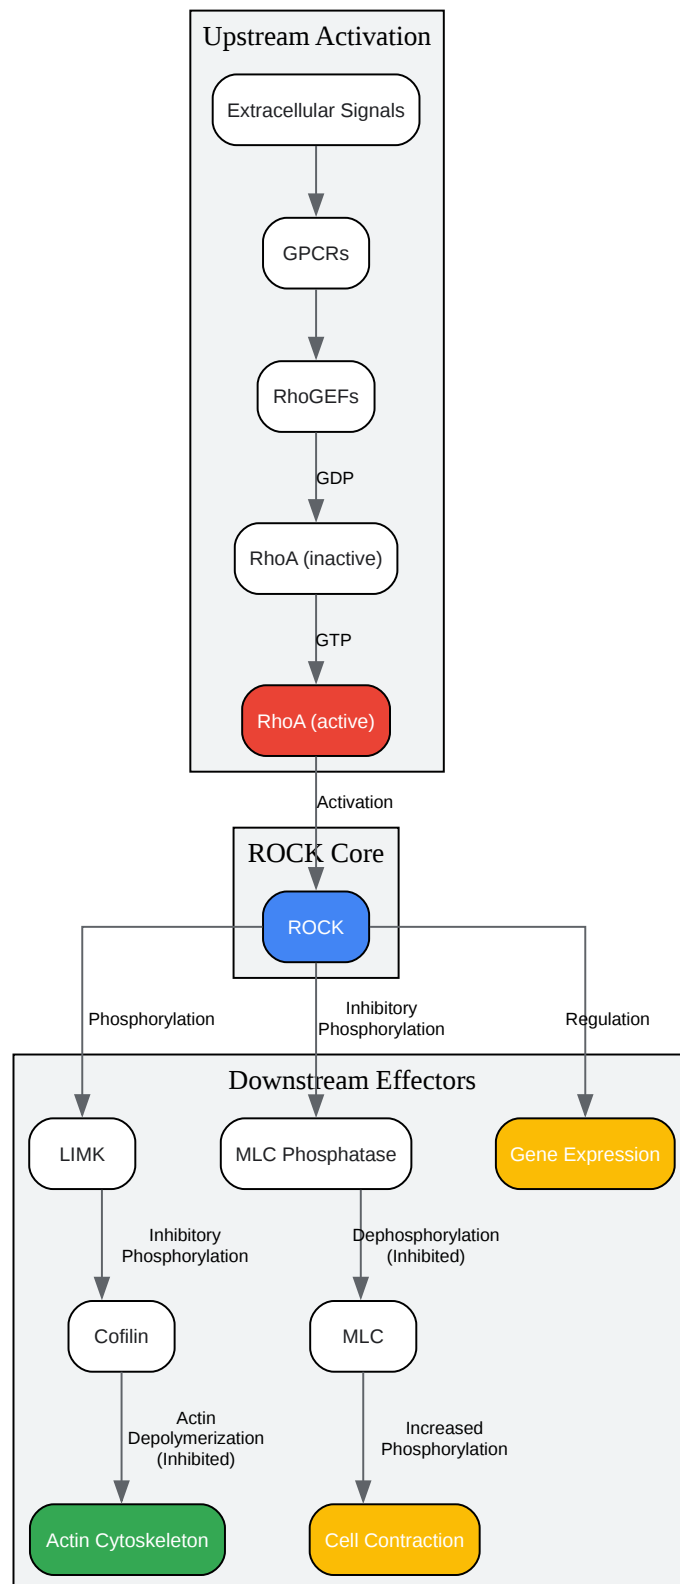 Upstream Activation
Extracellular Signals
GPCRs
RhoGEFs
GDP
RhoA (inactive)
GTP
RhoA (active)
Activation
ROCK Core
ROCK
Phosphorylation
Inhibitory
Phosphorylation
Regulation
Downstream Effectors
LIMK
MLC Phosphatase
Gene Expression
Inhibitory
Phosphorylation
Dephosphorylation
(Inhibited)
Cofilin
MLC
Actin
Depolymerization
(Inhibited)
Increased
Phosphorylation
Actin Cytoskeleton
Cell Contraction